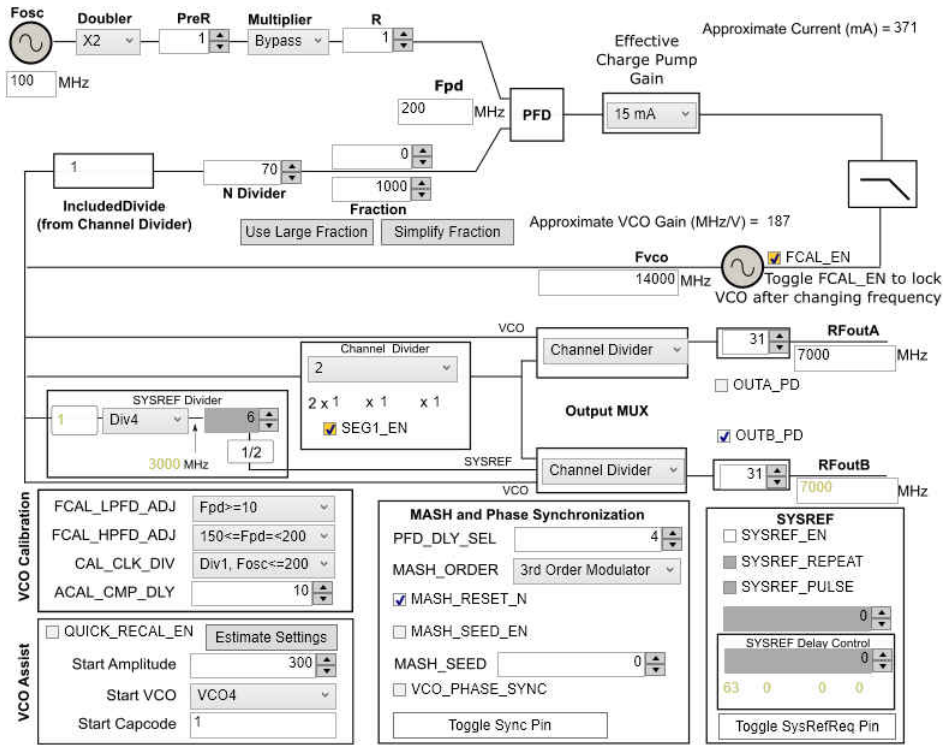 Fosc
Doubler
PreR
Multiplier
R
X2
1
Bypass
1
Approximate Current (mA) = 371
100 MHz
Effective
Charge Pump
Gain
Fpd
200 MHz
PFD
15 mA
1
70
0
1000
IncludedDivide
(from Channel Divider)
N Divider
Fraction
Use Large Fraction
Simplify Fraction
Approximate VCO Gain (MHz/V) = 187
Fvco
14000 MHz
FCAL_EN
Toggle FCAL_EN to lock
VCO after changing frequency
VCO
Channel Divider
31
RFoutA
7000 MHz
OUTA_PD
Channel Divider
2
2 x 1 x 1 x 1
SEG1_EN
SYSREF Divider
1
Div4
6
3000 MHz
1/2
Output MUX
OUTB_PD
SYSREF
VCO
Channel Divider
31
RFoutB
7000 MHz
VCO Calibration
FCAL_LPFD_ADJ Fpd>=10
FCAL_HPFD_ADJ 150<=Fpd=<200
CAL_CLK_DIV Div1, Fosc<=200
ACAL_CMP_DLY 10
VCO Assist
QUICK_RECAL_EN Estimate Settings
Start Amplitude 300
Start VCO VCO4
Start Capcode 1
MASH and Phase Synchronization
PFD_DLY_SEL 4
MASH_ORDER 3rd Order Modulator
MASH_RESET_N
MASH_SEED_EN
MASH_SEED 0
VCO_PHASE_SYNC
Toggle Sync Pin
SYSREF
SYSREF_EN
SYSREF_REPEAT
SYSREF_PULSE
0
SYSREF Delay Control
0
63 0 0 0
Toggle SysRefReq Pin